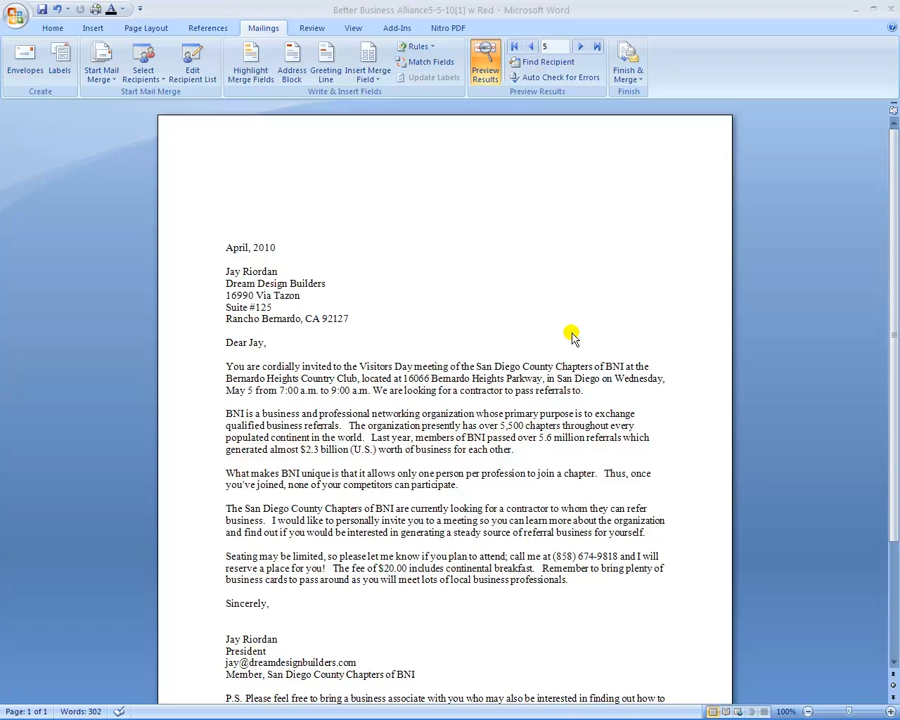 Better Business Alliance5-5-10[1] w Red - Microsoft Word
Home Insert Page Layout References Mailings Review View Add-Ins Nitro PDF
Envelopes Labels
Create
Start Mail Merge Select Recipients Edit Recipient List
Start Mail Merge
Highlight Merge Fields Address Block Greeting Line Insert Merge Field
Rules
Match Fields
Update Labels
Write & Insert Fields
ABC
Preview Results
5
Find Recipient
Auto Check for Errors
Preview Results
Finish & Merge
Finish
April, 2010
Jay Riordan
Dream Design Builders
16990 Via Tazon
Suite #125
Rancho Bernardo, CA 92127
Dear Jay,
You are cordially invited to the Visitors Day meeting of the San Diego County Chapters of BNI at the
Bernardo Heights Country Club, located at 16066 Bernardo Heights Parkway, in San Diego on Wednesday,
May 5 from 7:00 a.m. to 9:00 a.m. We are looking for a contractor to pass referrals to.
BNI is a business and professional networking organization whose primary purpose is to exchange
qualified business referrals. The organization presently has over 5,500 chapters throughout every
populated continent in the world. Last year, members of BNI passed over 5.6 million referrals which
generated almost $2.3 billion (U.S.) worth of business for each other.
What makes BNI unique is that it allows only one person per profession to join a chapter. Thus, once
you've joined, none of your competitors can participate.
The San Diego County Chapters of BNI are currently looking for a contractor to whom they can refer
business. I would like to personally invite you to a meeting so you can learn more about the organization
and find out if you would be interested in generating a steady source of referral business for yourself.
Seating may be limited, so please let me know if you plan to attend; call me at (858) 674-9818 and I will
reserve a place for you! The fee of $20.00 includes continental breakfast. Remember to bring plenty of
business cards to pass around as you will meet lots of local business professionals.
Sincerely,
Jay Riordan
President
jay@dreamdesignbuilders.com
Member, San Diego County Chapters of BNI
P.S. Please feel free to bring a business associate with you who may also be interested in finding out how to
Page: 1 of 1 Words: 302 100%